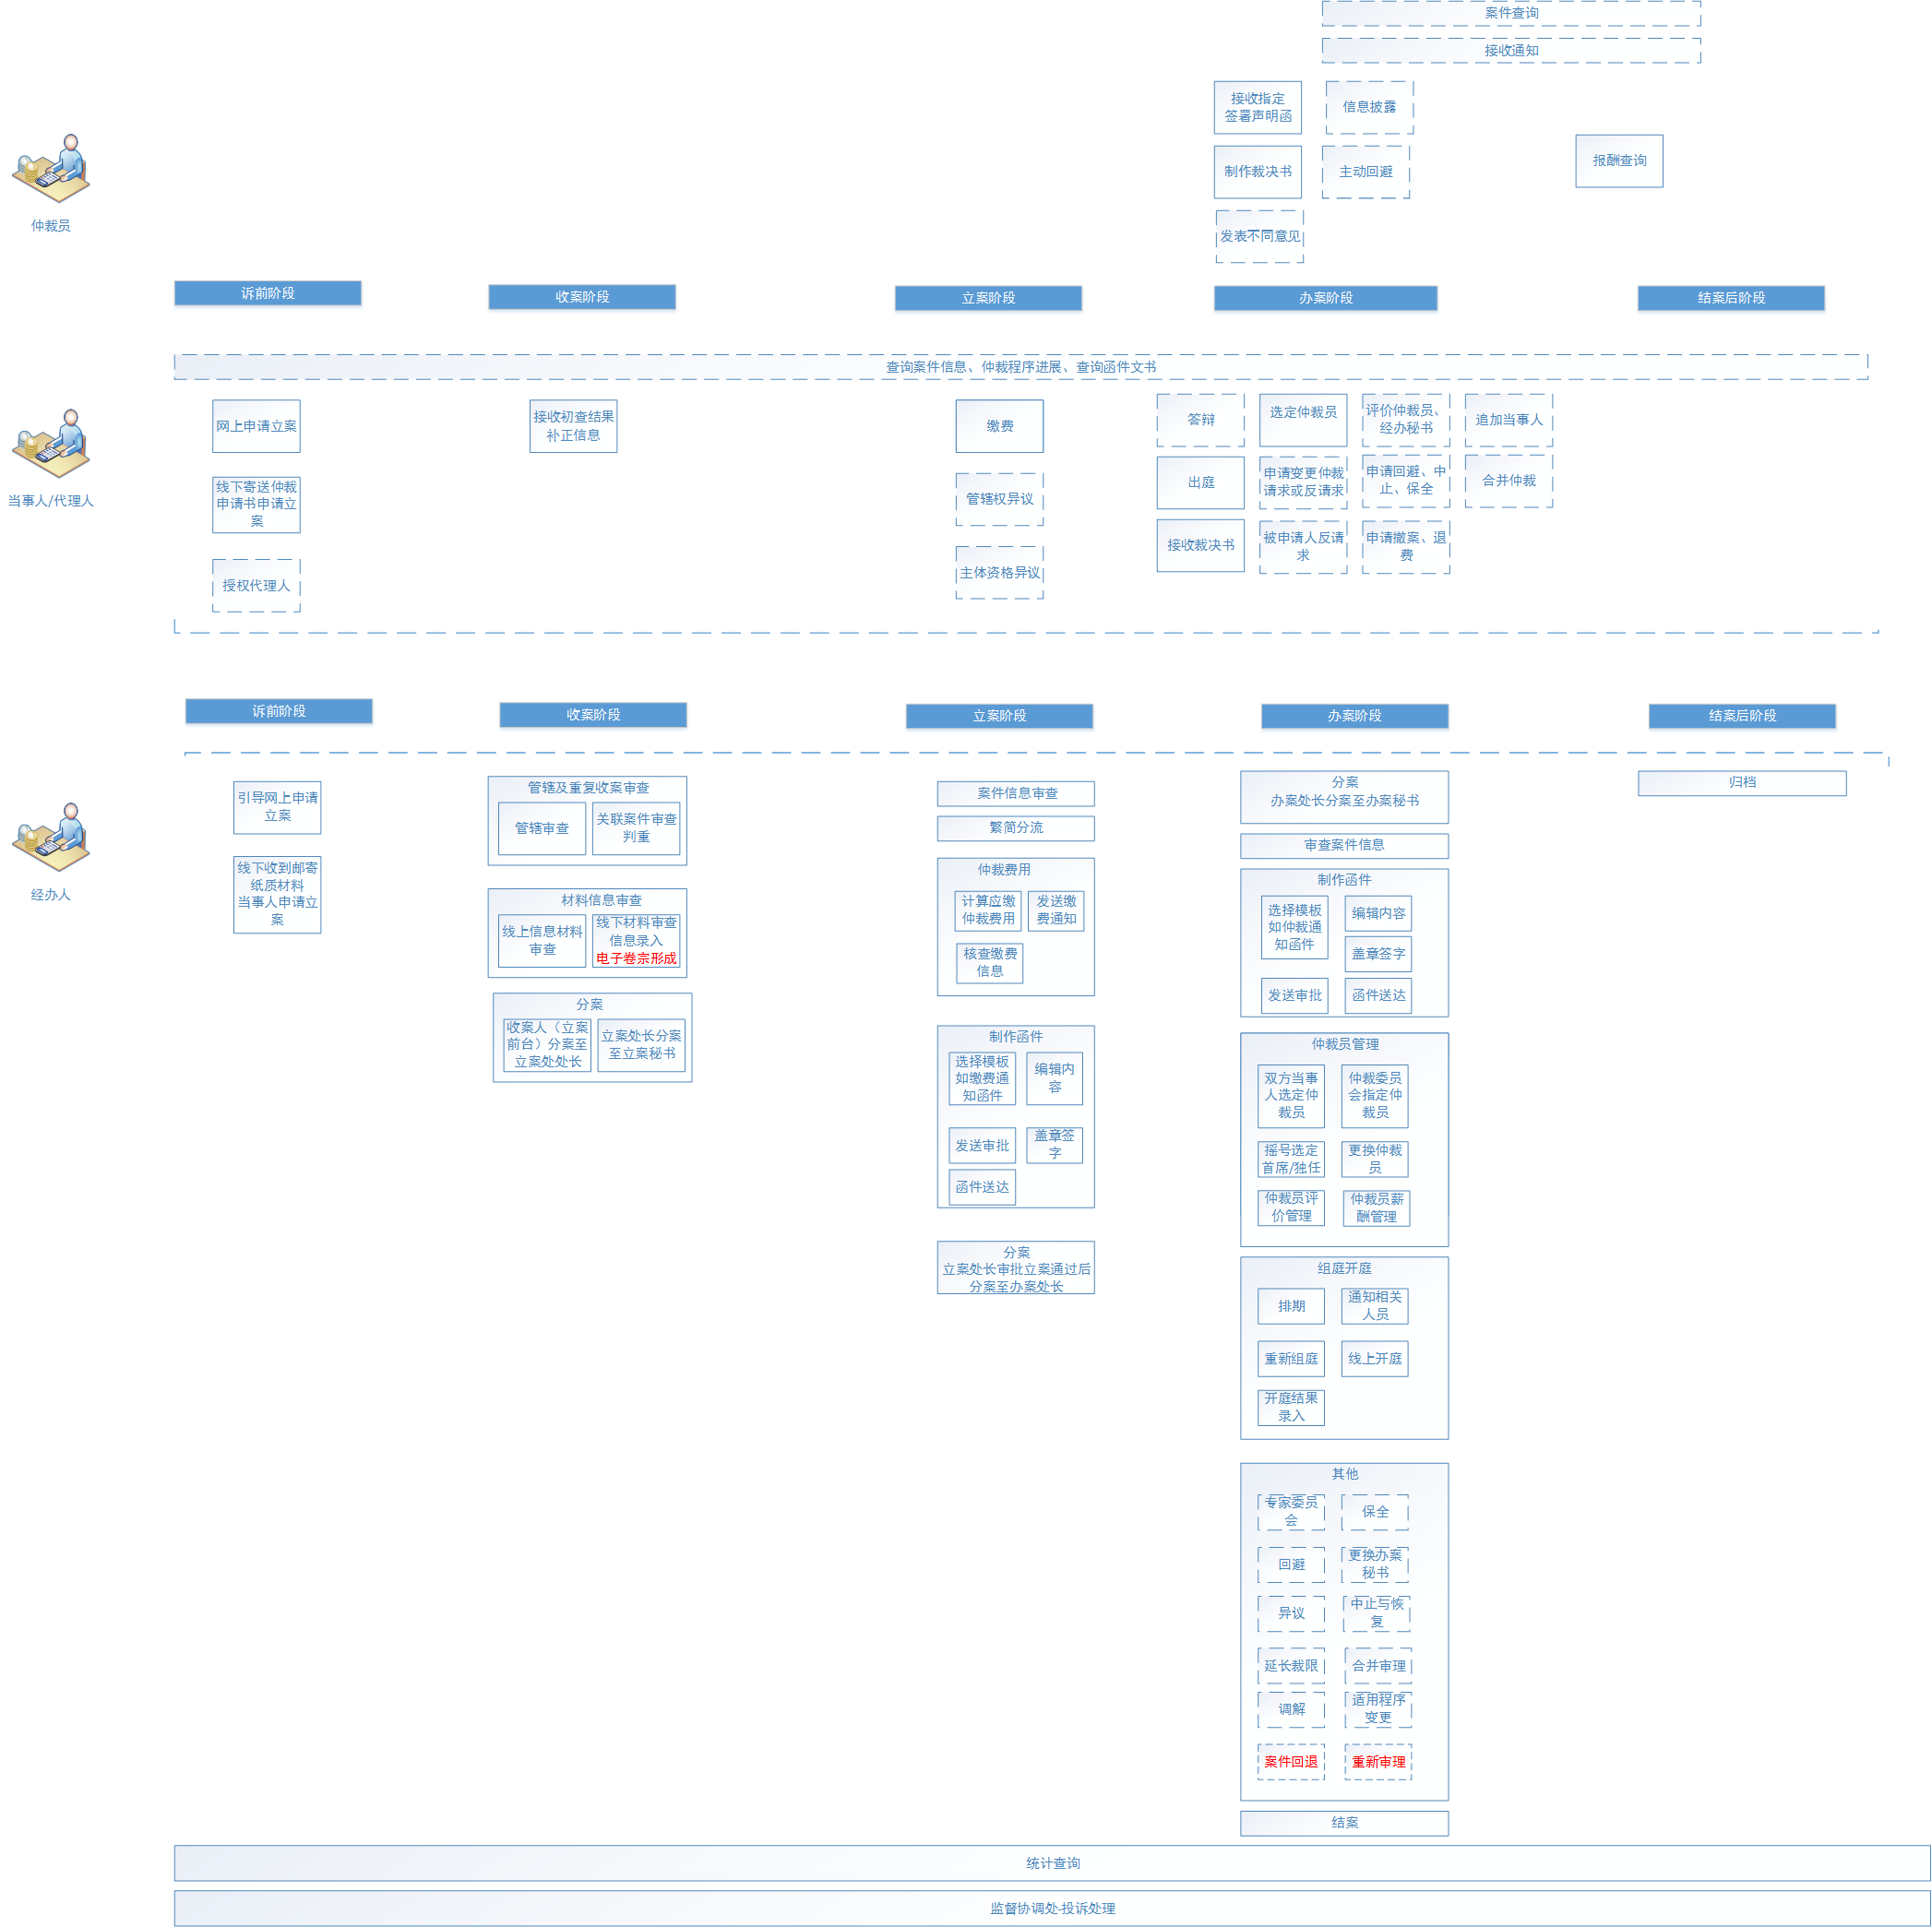 案件查询
接收通知
接收指定
签署声明函
信息披露
制作裁决书
主动回避
报酬查询
发表不同意见
仲裁员
诉前阶段
收案阶段
立案阶段
办案阶段
结案后阶段
查询案件信息、仲裁程序进展、查询函件文书
网上申请立案
线下寄送仲裁
申请书申请立
案
授权代理人
当事人/代理人
接收初查结果
补正信息
缴费
管辖权异议
主体资格异议
答辩
选定仲裁员
评价仲裁员、
经办秘书
追加当事人
出庭
申请变更仲裁
请求或反请求
申请回避、中
止、保全
合并仲裁
接收裁决书
被申请人反请
求
申请撤案、退
费
诉前阶段
收案阶段
立案阶段
办案阶段
结案后阶段
经办人
引导网上申请
立案
线下收到邮寄
纸质材料
当事人申请立
案
管辖及重复收案审查
管辖审查
关联案件审查
判重
材料信息审查
线上信息材料
审查
线下材料审查
信息录入
电子卷宗形成
分案
收案人（立案
前台）分案至
立案处处长
立案处长分案
至立案秘书
案件信息审查
繁简分流
仲裁费用
计算应缴
仲裁费用
发送缴
费通知
核查缴费
信息
制作函件
选择模板
如缴费通
知函件
编辑内
容
发送审批
盖章签
字
函件送达
分案
立案处长审批立案通过后
分案至办案处长
分案
办案处长分案至办案秘书
审查案件信息
制作函件
选择模板
如仲裁通
知函件
编辑内容
盖章签字
发送审批
函件送达
仲裁员管理
双方当事
人选定仲
裁员
仲裁委员
会指定仲
裁员
摇号选定
首席/独任
更换仲裁
员
仲裁员评
价管理
仲裁员薪
酬管理
组庭开庭
排期
通知相关
人员
重新组庭
线上开庭
开庭结果
录入
其他
专家委员
会
保全
回避
更换办案
秘书
异议
中止与恢
复
延长裁限
合并审理
调解
适用程序
变更
案件回退
重新审理
结案
归档
统计查询
监督协调处-投诉处理